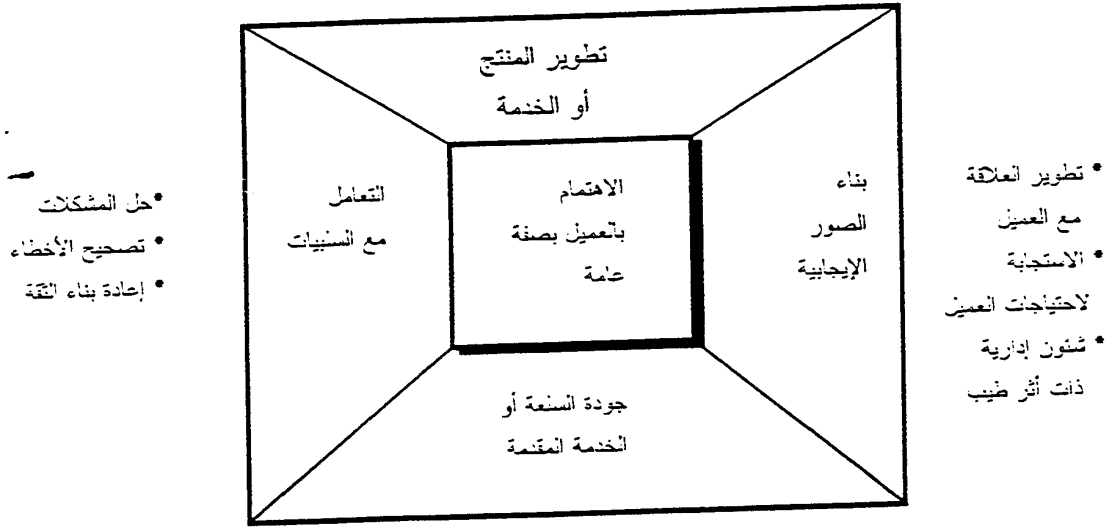 تطوير المنتج
أو الخدمة
* تطوير العلاقة
مع العميل
* الاستجابة
لاحتياجات العميل
* شئون إدارية
ذات أثر طيب
بناء
الصور
الإيجابية
الاهتمام
بالعميل بصفة
عامة
التعامل
مع السلبيات
*حل المشكلات
* تصحيح الأخطاء
* إعادة بناء الثقة
جودة السلعة أو
الخدمة المقدمة